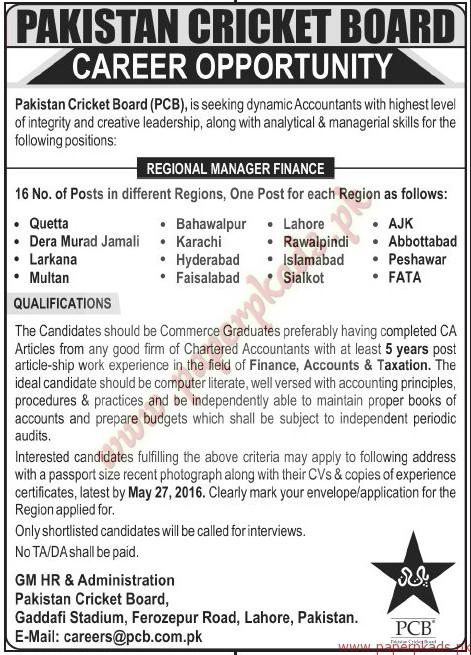 PAKISTAN CRICKET BOARD
CAREER OPPORTUNITY
Pakistan Cricket Board (PCB), is seeking dynamic Accountants with highest level
of integrity and creative leadership, along with analytical & managerial skills for the
following positions:
REGIONAL MANAGER FINANCE
16 No. of Posts in different Regions, One Post for each Region as follows:
• Quetta • Bahawalpur • Lahore • AJK
• Dera Murad Jamali • Karachi • Rawalpindi • Abbottabad
• Larkana • Hyderabad • Islamabad • Peshawar
• Multan • Faisalabad • Sialkot • FATA
QUALIFICATIONS
The Candidates should be Commerce Graduates preferably having completed CA
Articles from any good firm of Chartered Accountants with at least 5 years post
article-ship work experience in the field of Finance, Accounts & Taxation. The
ideal candidate should be computer literate, well versed with accounting principles,
procedures & practices and is independently able to maintain proper books of
accounts and prepare budgets which shall be subject to independent periodic
audits.
Interested candidates fulfilling the above criteria may apply to following address
with a passport size recent photograph along with their CVs & copies of experience
certificates, latest by May 27, 2016. Clearly mark your envelope/application for the
Region applied for.
Only shortlisted candidates will be called for interviews.
No TA/DA shall be paid.
GM HR & Administration
Pakistan Cricket Board,
Gaddafi Stadium, Ferozepur Road, Lahore, Pakistan.
E-Mail: careers@pcb.com.pk
PCB
Pakistan Cricket Board
www.paperpkads.pk
www.paperpkads.pk